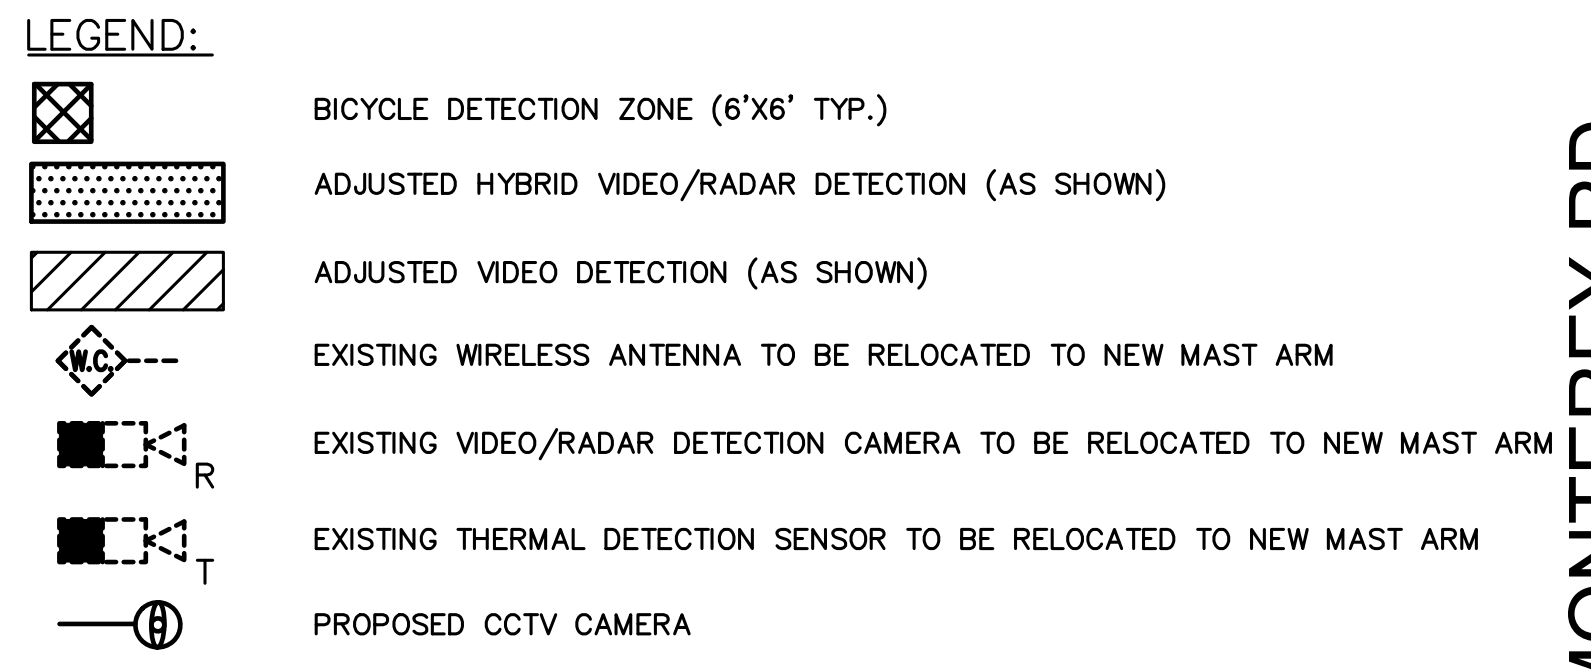 LEGEND:
BICYCLE DETECTION ZONE (6'X6' TYP.)
ADJUSTED HYBRID VIDEO/RADAR DETECTION (AS SHOWN)
ADJUSTED VIDEO DETECTION (AS SHOWN)
W.C.
EXISTING WIRELESS ANTENNA TO BE RELOCATED TO NEW MAST ARM
R
EXISTING VIDEO/RADAR DETECTION CAMERA TO BE RELOCATED TO NEW MAST ARM
T
EXISTING THERMAL DETECTION SENSOR TO BE RELOCATED TO NEW MAST ARM
PROPOSED CCTV CAMERA